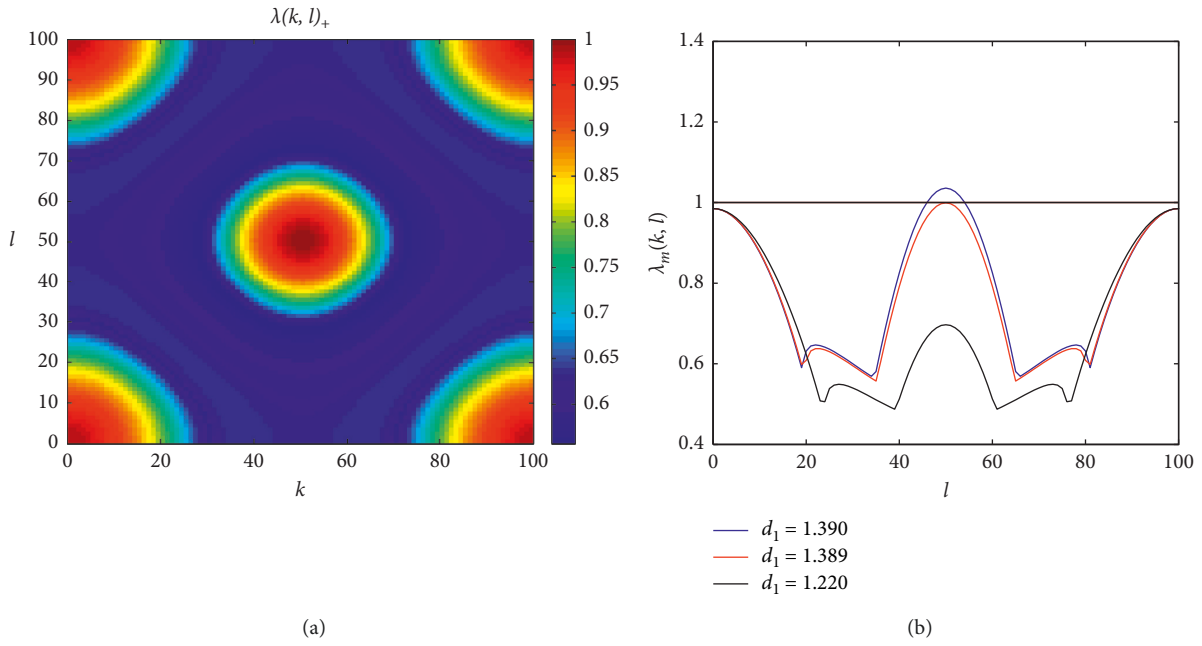 λ(k, l)₊
100
90
80
70
60
50
40
30
20
10
0
l
0 20 40 60 80 100
k
1
0.95
0.9
0.85
0.8
0.75
0.7
0.65
0.6
(a)
1.4
1.2
1
0.8
0.6
0.4
λₘ(k, l)
0 20 40 60 80 100
l
d₁ = 1.390
d₁ = 1.389
d₁ = 1.220
(b)